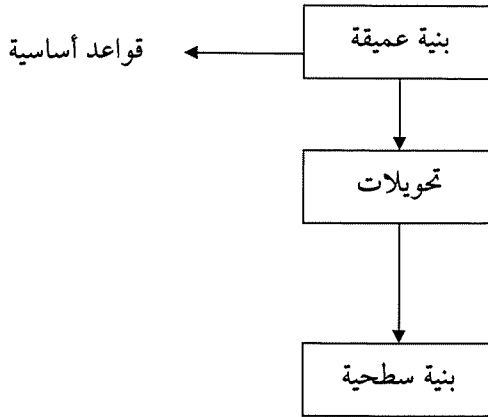 بنية عميقة
قواعد أساسية
تحويلات
بنية سطحية